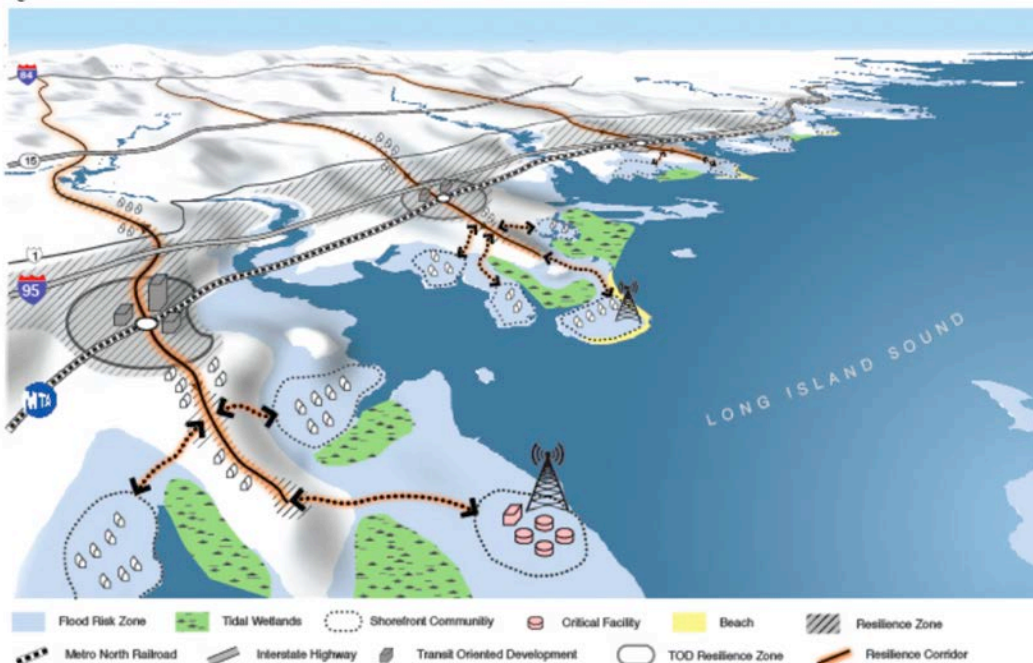 84
15
1
95
MTA
LONG ISLAND SOUND
Flood Risk Zone Tidal Wetlands Shorefront Communitiy Critical Facility Beach Resilience Zone
Metro North Railroad Interstate Highway Transit Oriented Development TOD Resilience Zone Resilience Corridor